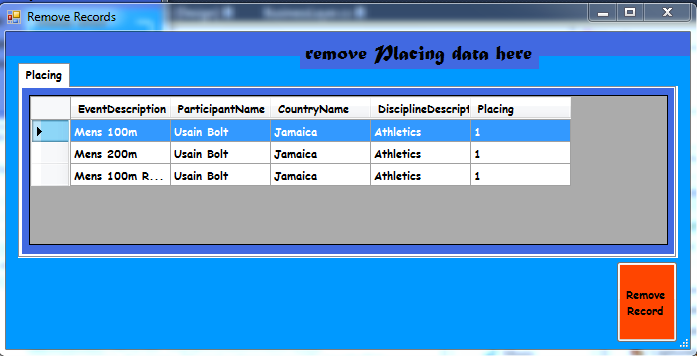 Remove Records
remove Placing data here
Placing
EventDescription ParticipantName CountryName DisciplineDescript Placing
Mens 100m Usain Bolt Jamaica Athletics 1
Mens 200m Usain Bolt Jamaica Athletics 1
Mens 100m R... Usain Bolt Jamaica Athletics 1
Remove
Record